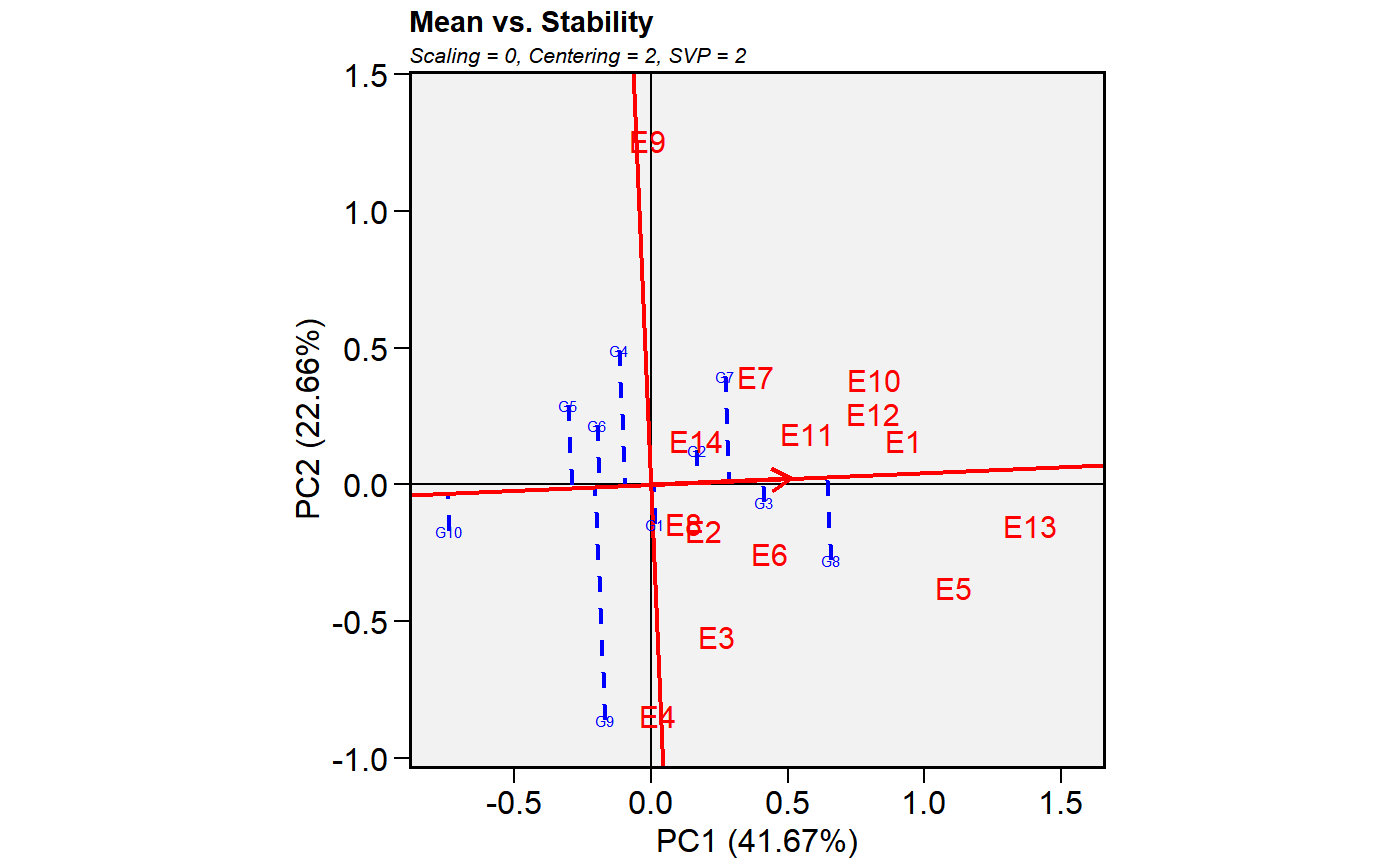 Mean vs. Stability
Scaling = 0, Centering = 2, SVP = 2
1.5
E9
1.0
0.5
G4
G7
E7
E10
G5
E12
G6
E11
E1
E14
G2
PC2 (22.66%)
0.0
G3
G1
E8
E2
E13
G10
E6
G8
E5
-0.5
E3
G9
E4
-1.0
-0.5
0.0
0.5
1.0
1.5
PC1 (41.67%)